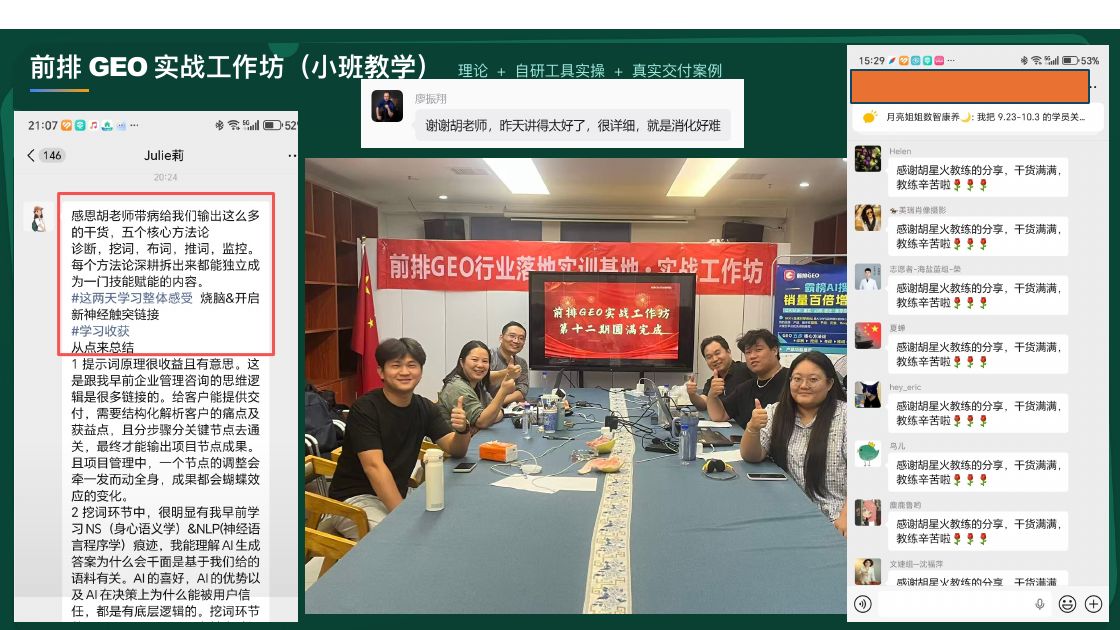 前排 GEO 实战工作坊（小班教学）
理论 + 自研工具实操 + 真实交付案例
廖振翔
谢谢胡老师，昨天讲得太好了，很详细，就是消化好难
21:07
52
146
Julie莉
20:24
感恩胡老师带病给我们输出这么多
的干货，五个核心方法论
诊断，挖词，布词，推词，监控。
每个方法论深耕拆出来都能独立成
为一门技能赋能的内容。
#这两天学习整体感受 烧脑&开启
新神经触突链接
#学习收获
从点来总结
1 提示词原理很收益且有意思。这
是跟我早前企业管理咨询的思维逻
辑是很多链接的。给客户能提供交
付，需要结构化解析客户的痛点及
获益点，且分步骤分关键节点去通
关，最终才能输出项目节点成果。
且项目管理中，一个节点的调整会
牵一发而动全身，成果都会蝴蝶效
应的变化。
2 挖词环节中，很明显有我早前学
习NS（身心语义学）&NLP(神经语
言程序学）痕迹，我能理解AI生成
答案为什么会千面是基于我们给的
语料有关。AI的喜好，AI的优势以
及AI在决策上为什么能被用户信
任，都是有底层逻辑的。挖词环节
前排GEO行业落地实训基地·实战工作坊
前排GEO实战工作坊
第十二期圆满完成
前排GEO
霸榜AI搜
销量百倍增
15:29
53%
月亮姐姐数智康养🌙: 我把 9.23-10.3 的学员关...
Helen
感谢胡星火教练的分享，干货满满，
教练辛苦啦🌹🌹🌹
美瑞肖像摄影
感谢胡星火教练的分享，干货满满，
教练辛苦啦🌹🌹🌹
志愿者-海盐蓝组-荣
感谢胡星火教练的分享，干货满满，
教练辛苦啦🌹🌹🌹
夏蝉
感谢胡星火教练的分享，干货满满，
教练辛苦啦🌹🌹🌹
hey_eric
感谢胡星火教练的分享，干货满满，
教练辛苦啦🌹🌹🌹
鸟儿
感谢胡星火教练的分享，干货满满，
教练辛苦啦🌹🌹🌹
鹿鹿鲁哟
感谢胡星火教练的分享，干货满满，
教练辛苦啦🌹🌹🌹
文婕组--沈福萍
感谢胡星火教练的分享，干货满满